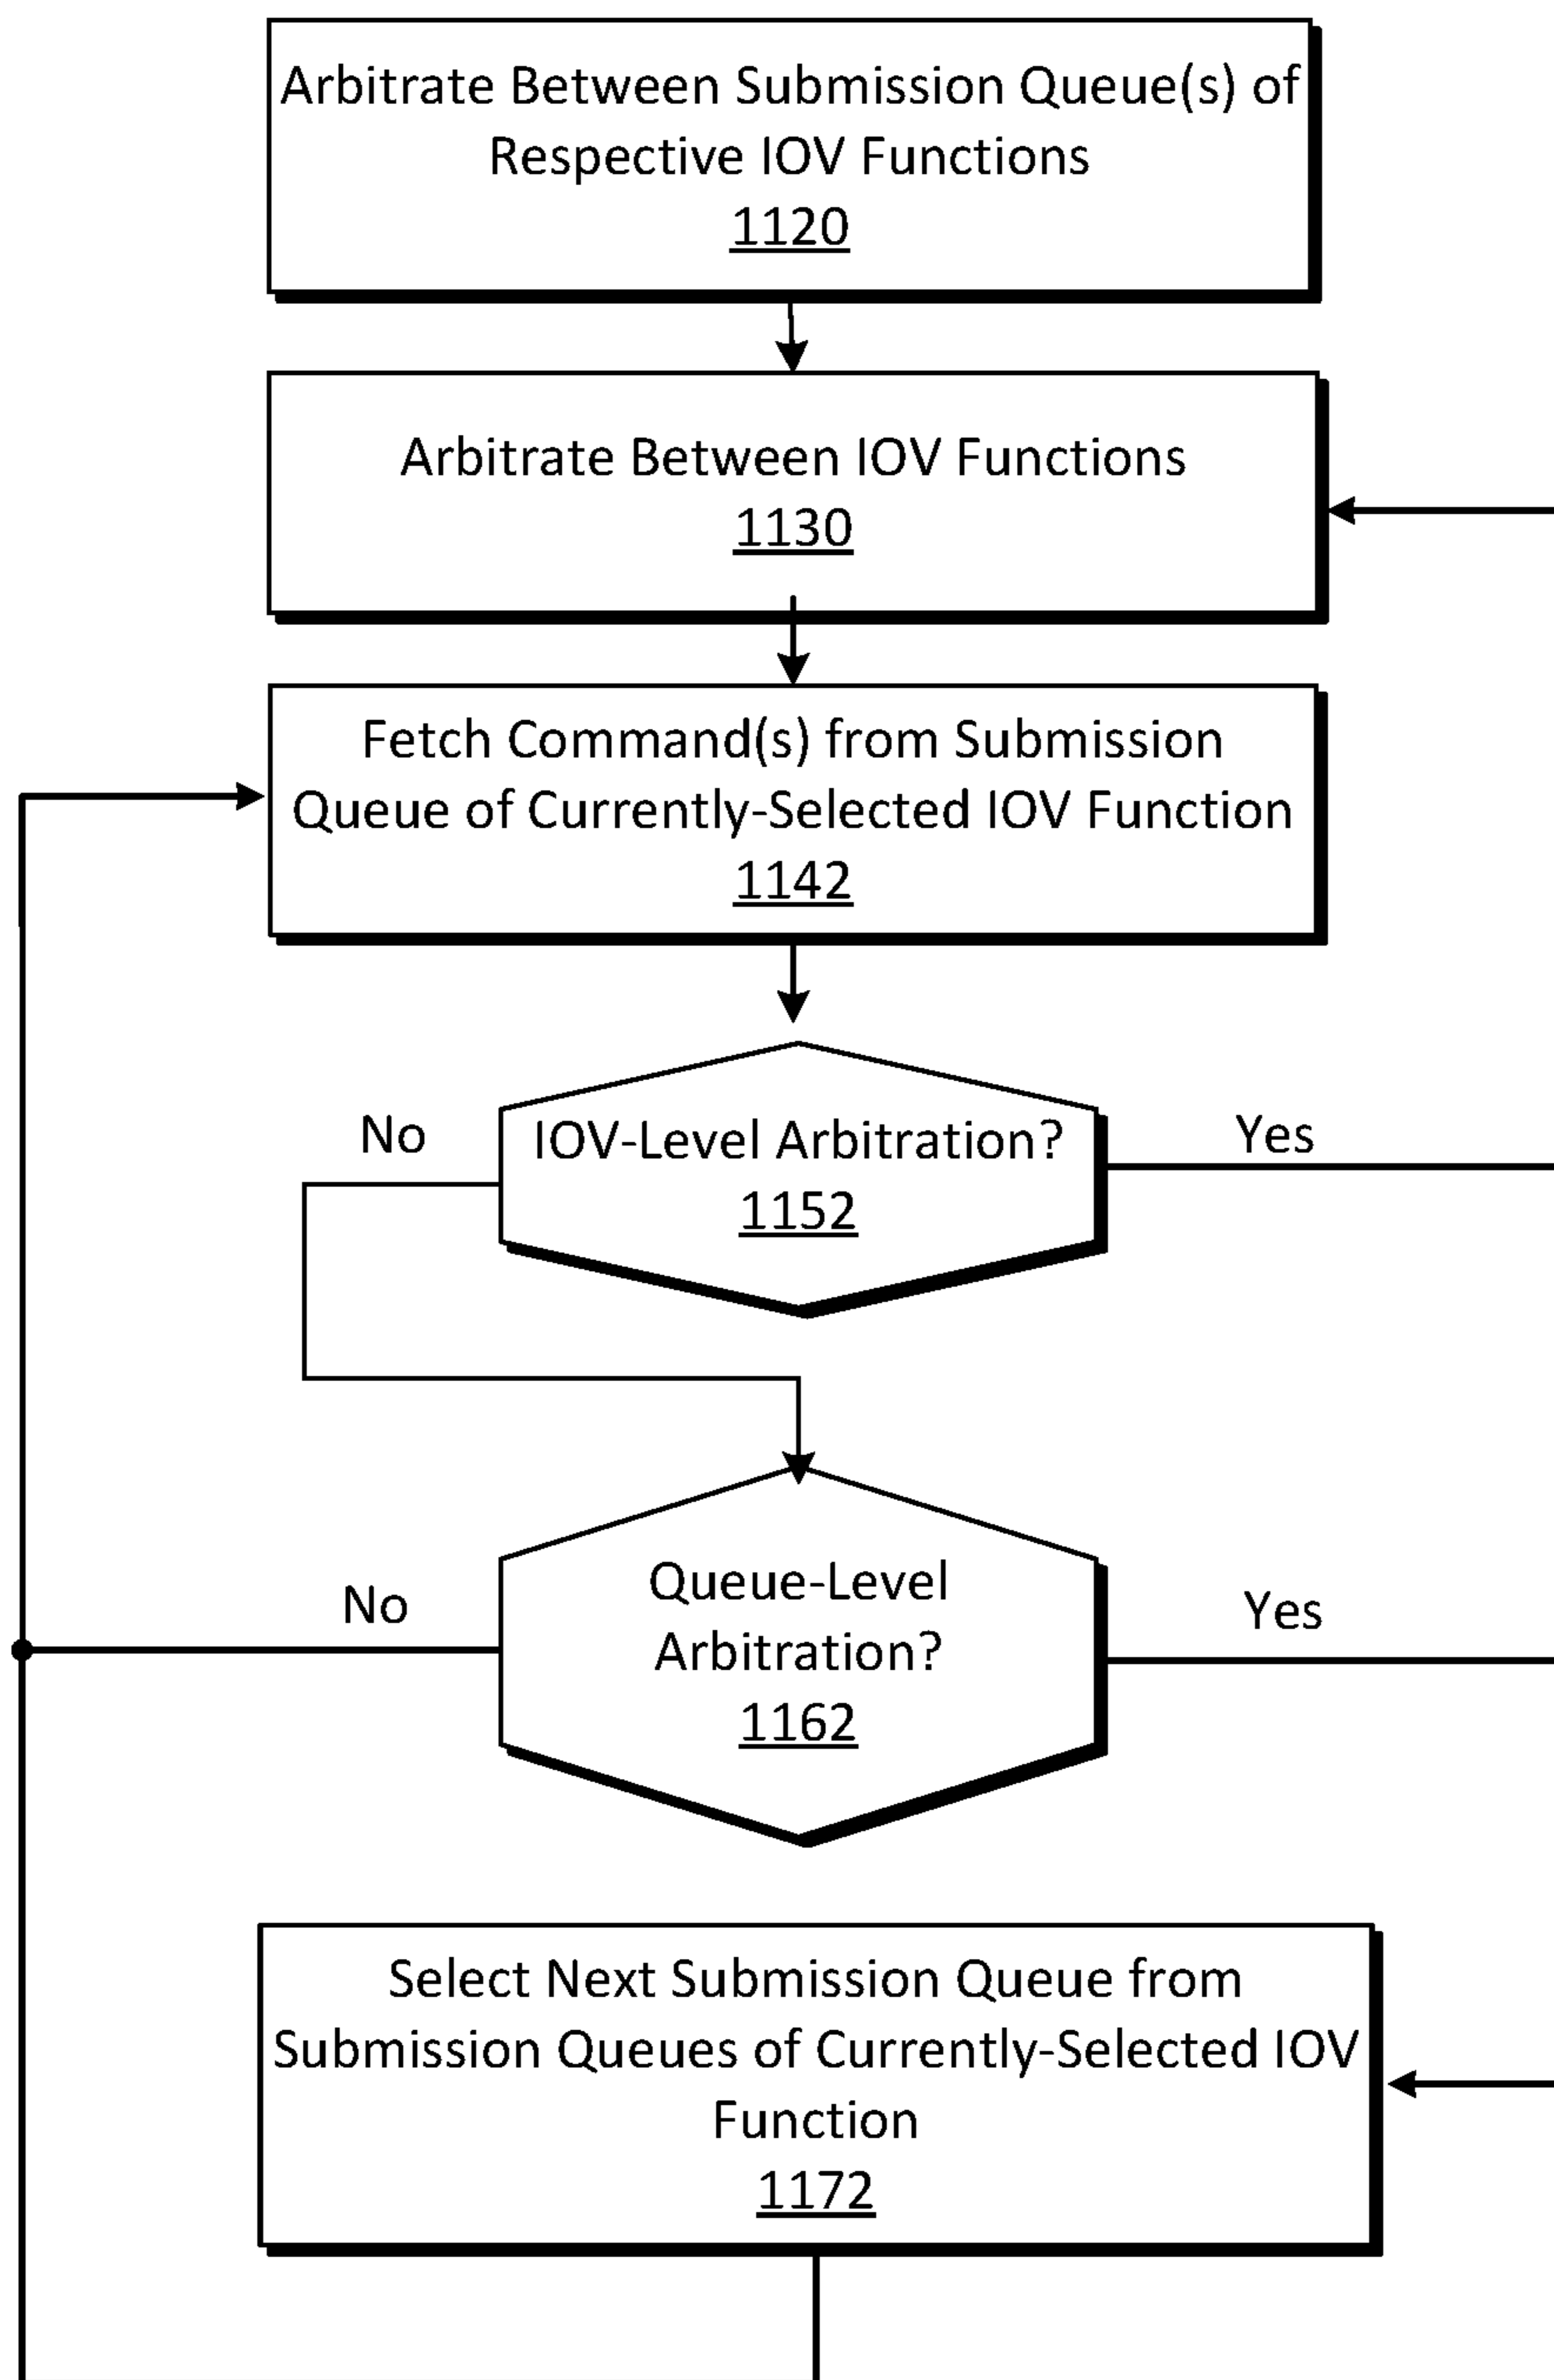 Arbitrate Between Submission Queue(s) of
Respective IOV Functions
1120
Arbitrate Between IOV Functions
1130
Fetch Command(s) from Submission
Queue of Currently-Selected IOV Function
1142
No
IOV-Level Arbitration?
Yes
1152
No
Queue-Level
Yes
Arbitration?
1162
Select Next Submission Queue from
Submission Queues of Currently-Selected IOV
Function
1172